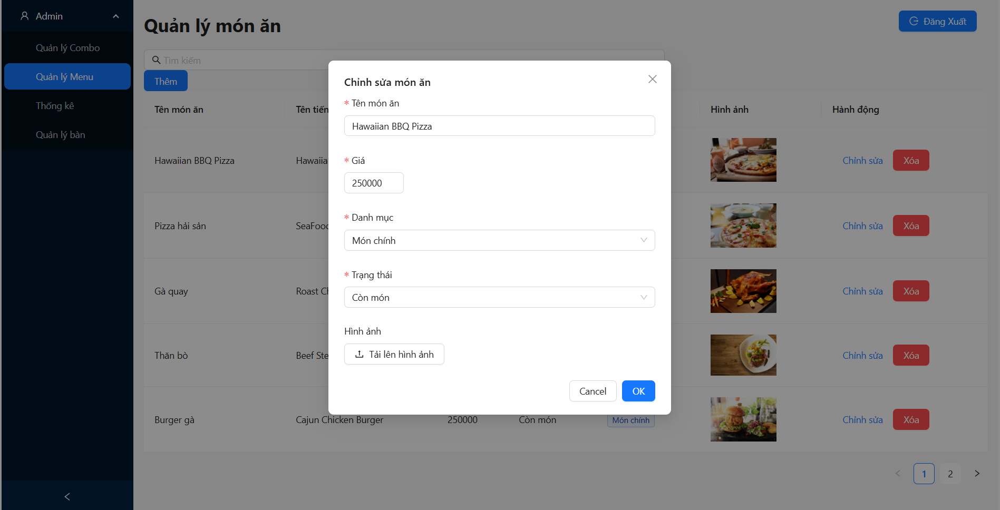 Admin
Quản lý Combo
Quản lý Menu
Thống kê
Quản lý bàn
Quản lý món ăn
Đăng Xuất
Tìm kiếm
Thêm
Tên món ăn Tên tiến Hình ảnh Hành động
Hawaiian BBQ Pizza Hawaiia Chỉnh sửa Xóa
Pizza hải sản SeaFood Chỉnh sửa Xóa
Gà quay Roast Ch Chỉnh sửa Xóa
Thăn bò Beef Ste Chỉnh sửa Xóa
Burger gà Cajun Chicken Burger 250000 Còn món Món chính Chỉnh sửa Xóa
1 2
Chỉnh sửa món ăn
* Tên món ăn
Hawaiian BBQ Pizza
* Giá
250000
* Danh mục
Món chính
* Trạng thái
Còn món
Hình ảnh
Tải lên hình ảnh
Cancel OK